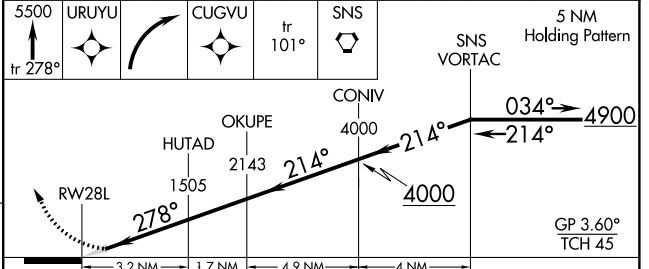 5500
tr 278°
URUYU
CUGVU
tr
101°
SNS
5 NM
Holding Pattern
SNS
VORTAC
CONIV
4000
OKUPE
2143
HUTAD
1505
RW28L
034°
4900
214°
214°
214°
278°
4000
GP 3.60°
TCH 45
3.2 NM
1.7 NM
4.9 NM
4 NM